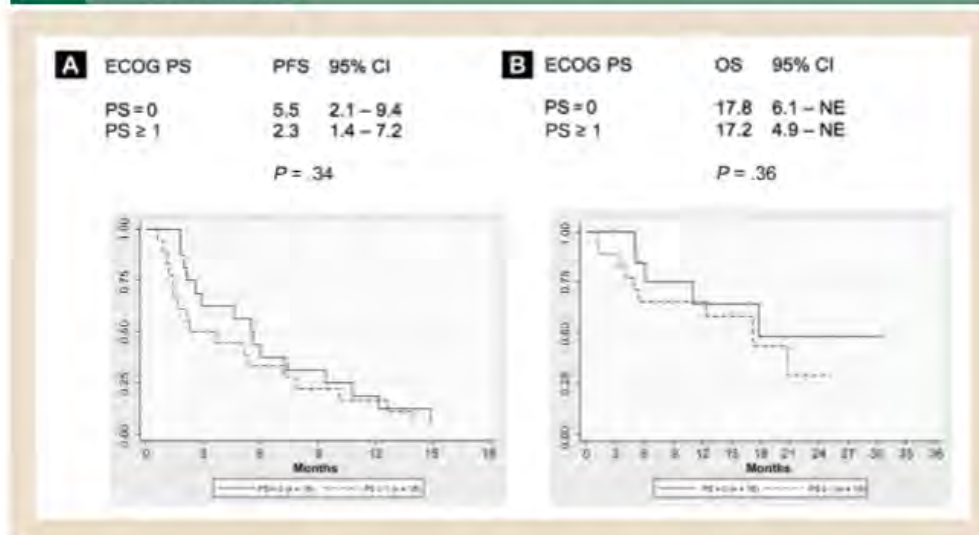 A
ECOG PS PFS 95% CI
PS = 0 5.5 2.1 – 9.4
PS ≥ 1 2.3 1.4 – 7.2
P = .34
1.00
0.75
0.50
0.25
0.00
0 3 6 9 12 15 18
Months
B
ECOG PS OS 95% CI
PS = 0 17.8 6.1 – NE
PS ≥ 1 17.2 4.9 – NE
P = .36
1.00
0.75
0.50
0.25
0.00
0 3 6 9 12 15 18 21 24 27 30 33 36
Months